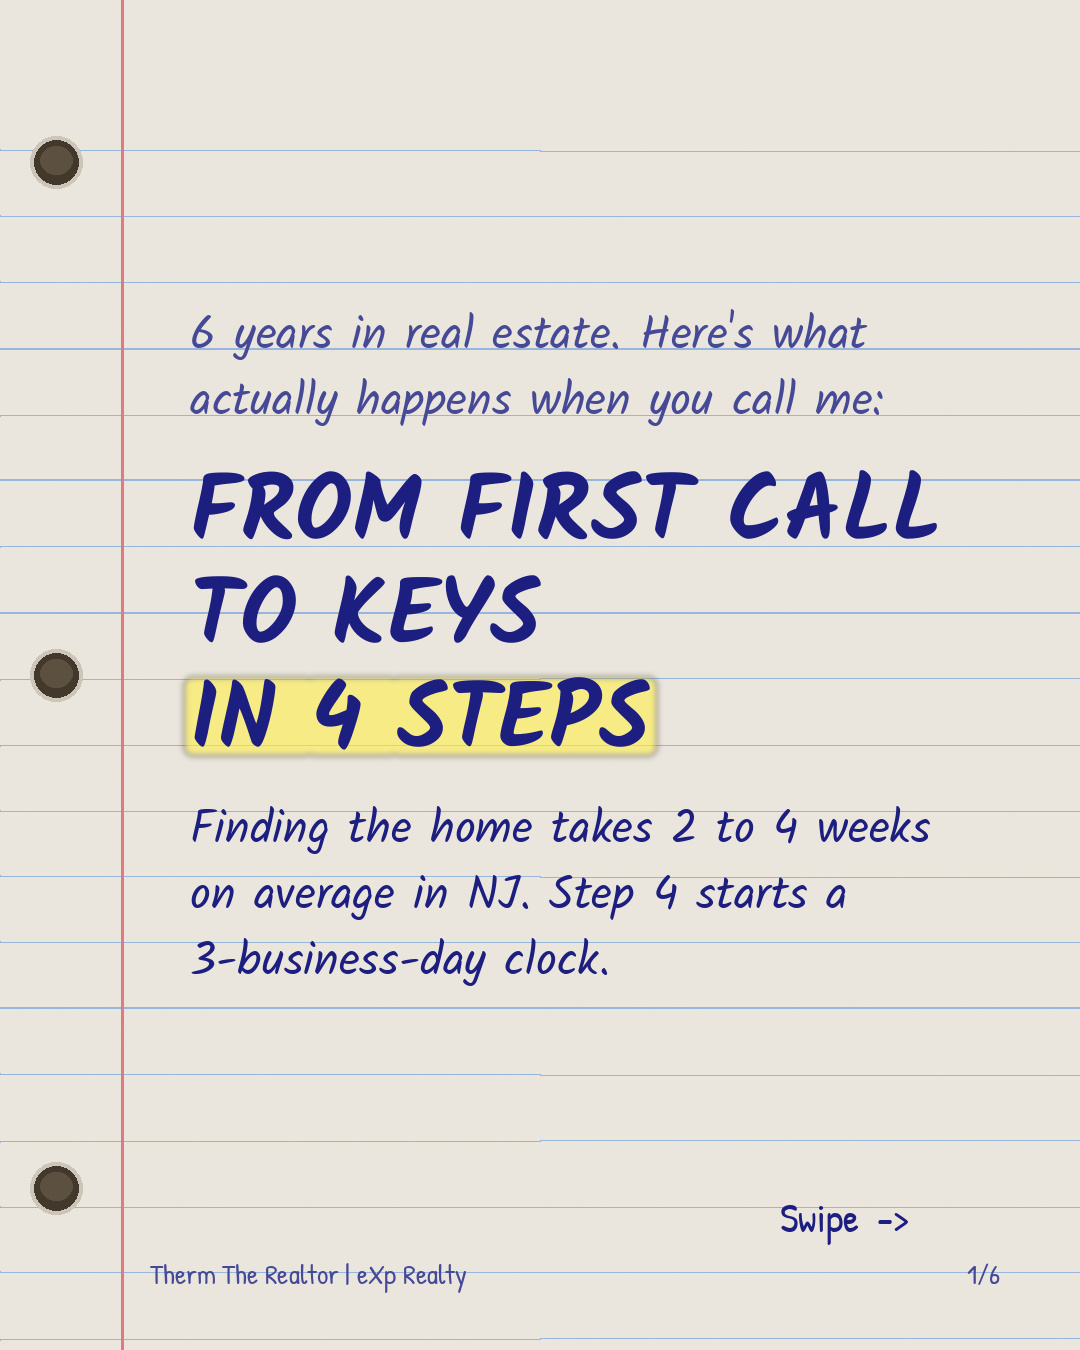 6 years in real estate. Here's what
actually happens when you call me:
FROM FIRST CALL
TO KEYS
IN 4 STEPS
Finding the home takes 2 to 4 weeks
on average in NJ. Step 4 starts a
3-business-day clock.
Swipe ->
Therm The Realtor | eXp Realty
1/6